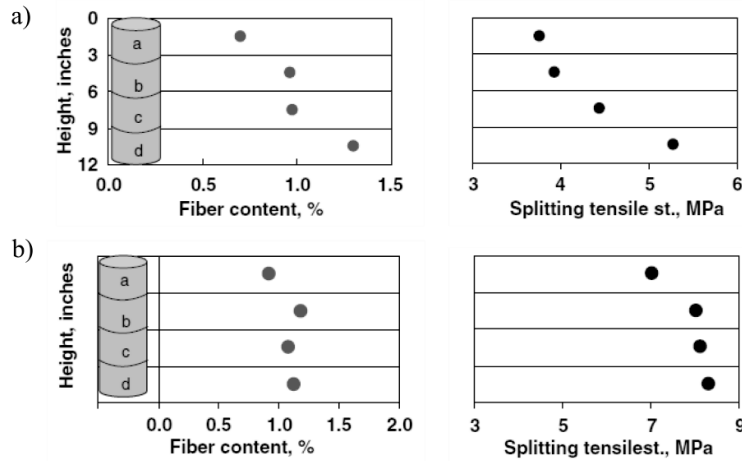 a)
Height, inches
0
3
6
9
12
a
b
c
d
0.0 0.5 1.0 1.5
Fiber content, %
3 4 5 6
Splitting tensile st., MPa
b)
Height, inches
a
b
c
d
0.0 0.5 1.0 1.5 2.0
Fiber content, %
3 5 7 9
Splitting tensilest., MPa